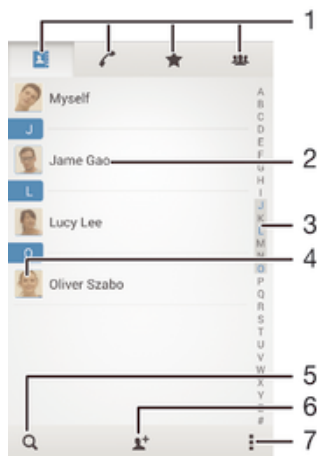 1
Myself
J
Jame Gao
2
L
Lucy Lee
3
O
4
Oliver Szabo
A
B
C
D
E
F
G
H
I
J
K
L
M
N
O
P
Q
R
S
T
U
V
W
X
Y
Z
#
5
6
7